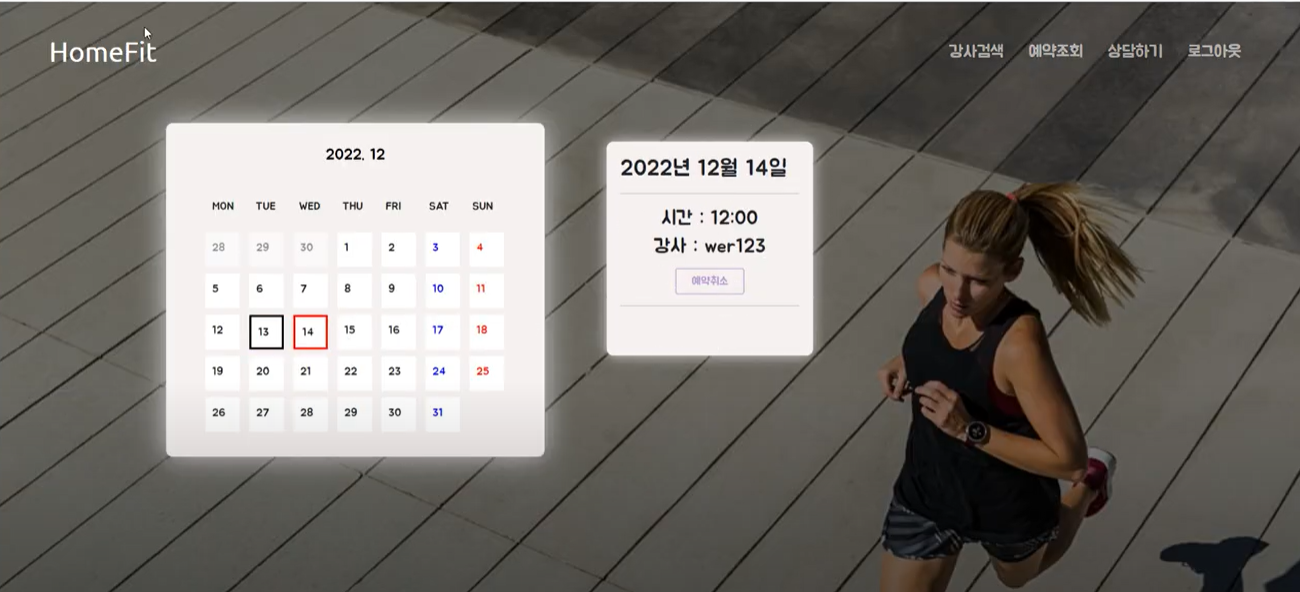 HomeFit
강사검색 예약조회 상담하기 로그아웃
2022. 12
MON TUE WED THU FRI SAT SUN
28 29 30 1 2 3 4
5 6 7 8 9 10 11
12 13 14 15 16 17 18
19 20 21 22 23 24 25
26 27 28 29 30 31
2022년 12월 14일
시간 : 12:00
강사 : wer123
예약취소